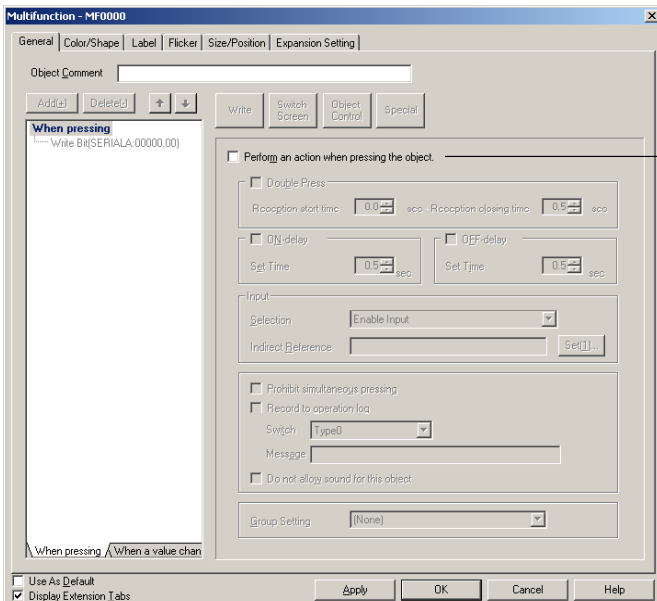 Multifunction - MF0000
General Color/Shape Label Flicker Size/Position Expansion Setting
Object Comment
Add[+] Delete[-]
Write Switch Screen Object Control Special
When pressing
Write Bit(SERIALA:00000.00)
Perform an action when pressing the object.
Double Press
Reception start time 0.0 sec Reception closing time 0.5 sec
ON-delay
Set Time 0.5 sec
OFF-delay
Set Time 0.5 sec
Input
Selection Enable Input
Indirect Reference Set[1]...
Prohibit simultaneous pressing
Record to operation log
Switch Type0
Message
Do not allow sound for this object
Group Setting (None)
When pressing When a value chan
Use As Default
Display Extension Tabs
Apply OK Cancel Help